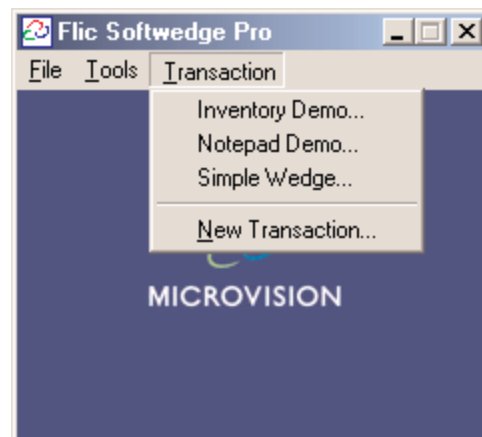 Flic Softwedge Pro
File Tools Transaction
Inventory Demo...
Notepad Demo...
Simple Wedge...
New Transaction...
MICROVISION